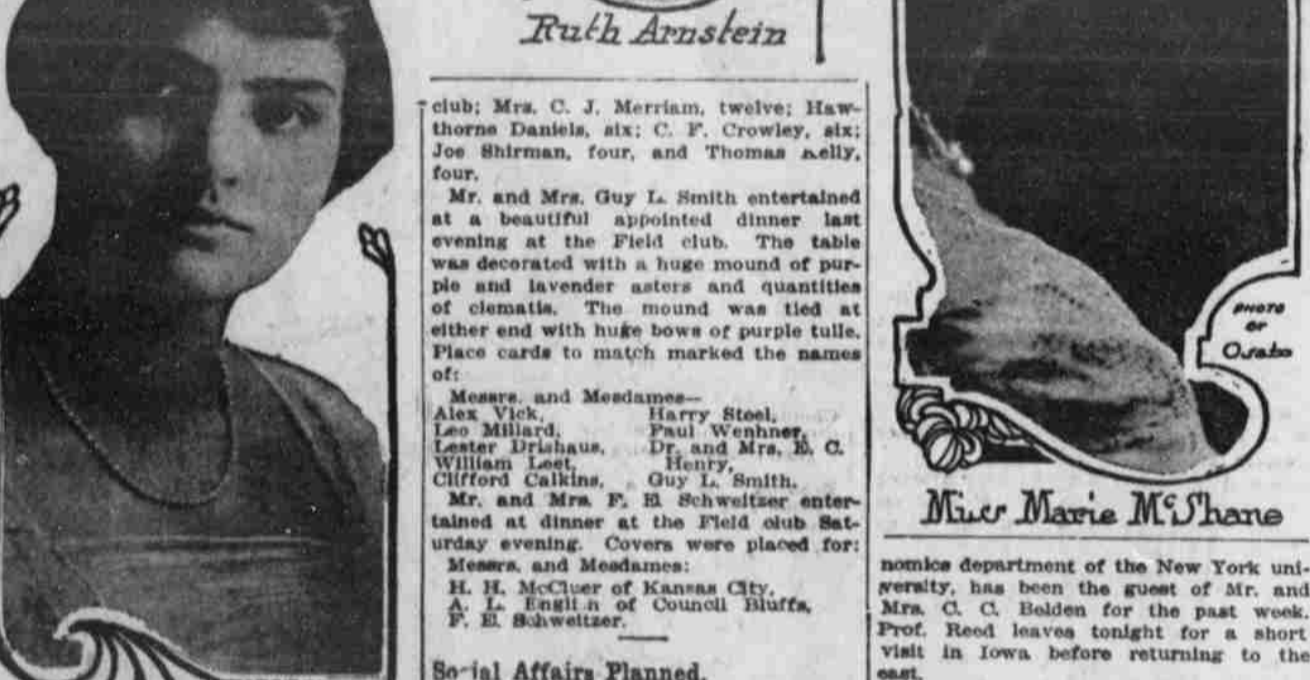 Ruth Arnstein
club; Mrs. C. J. Merriam, twelve; Haw-
thorne Daniels, six; C. F. Crowley, six;
Joe Shirman, four, and Thomas Kelly,
four.
Mr. and Mrs. Guy L. Smith entertained
at a beautiful appointed dinner last
evening at the Field club. The table
was decorated with a huge mound of pur-
ple and lavender asters and quantities
of clematis. The mound was tied at
either end with huge bows of purple tulle.
Place cards to match marked the names
of:
Messrs. and Mesdames—
Alex Vick,
Leo Millard,
Lester Drishaus,
William Leet,
Clifford Calkins,
Harry Steel,
Paul Wenhner,
Dr. and Mrs. E. C.
Henry,
Guy L. Smith.
Mr. and Mrs. F. E Schweitzer enter-
tained at dinner at the Field club Sat-
urday evening. Covers were placed for:
Messrs. and Mesdames:
H. H. McCluer of Kansas City,
A. L. of Council Bluffs,
F. E. Schweitzer.
Social Affairs Planned.
PHOTO
BY
Osabo
Miss Marie McShane
nomics department of the New York uni-
versity, has been the guest of Mr. and
Mrs. C. C. Belden for the past week.
Prof. Reed leaves tonight for a short
visit in Iowa before returning to the
east.